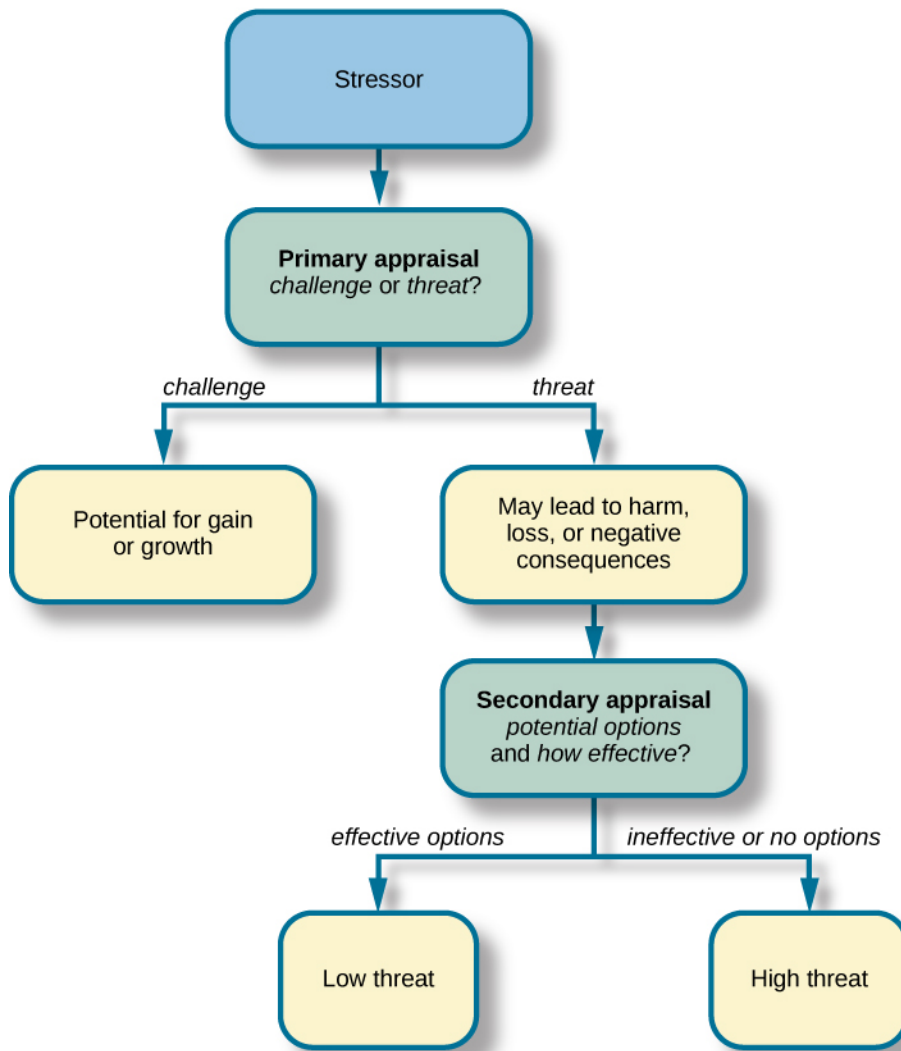 Stressor
Primary appraisal
challenge or threat?
challenge
threat
Potential for gain
or growth
May lead to harm,
loss, or negative
consequences
Secondary appraisal
potential options
and how effective?
effective options
ineffective or no options
Low threat
High threat